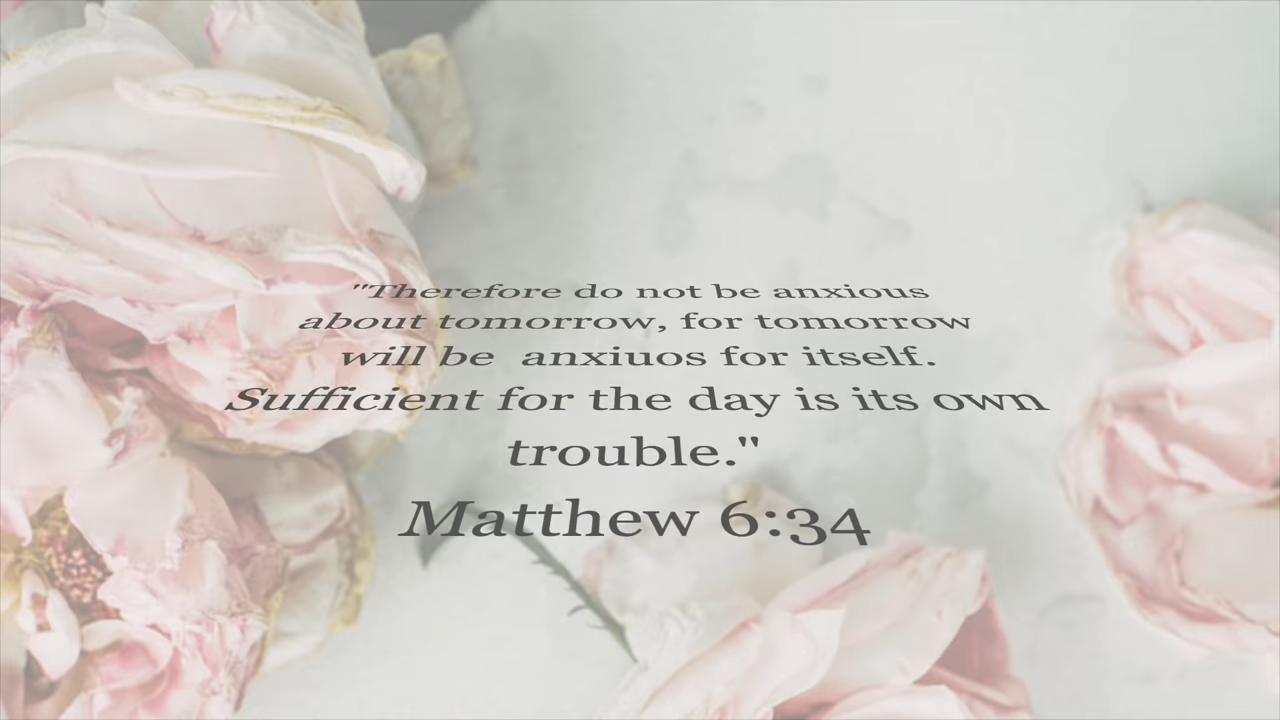 "Therefore do not be anxious
about tomorrow, for tomorrow
will be  anxiuos for itself.
Sufficient for the day is its own
trouble."
Matthew 6:34